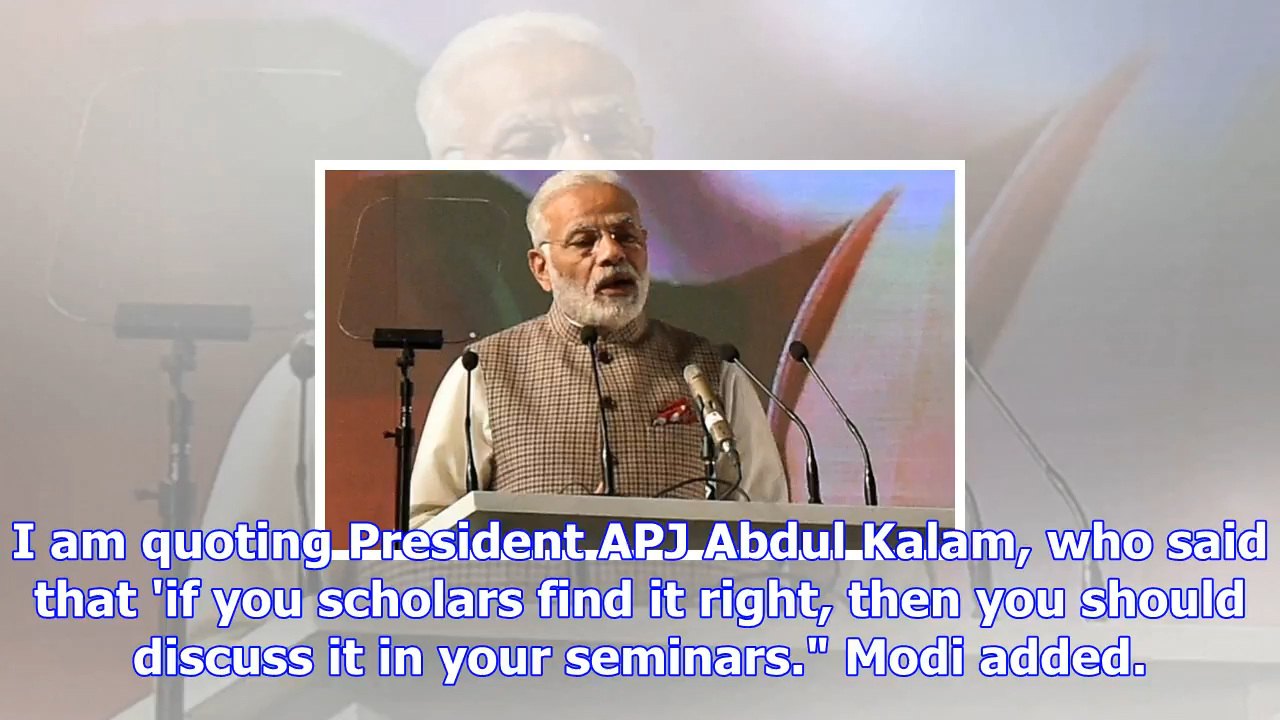 I am quoting President APJ Abdul Kalam, who said
that 'if you scholars find it right, then you should
discuss it in your seminars." Modi added.